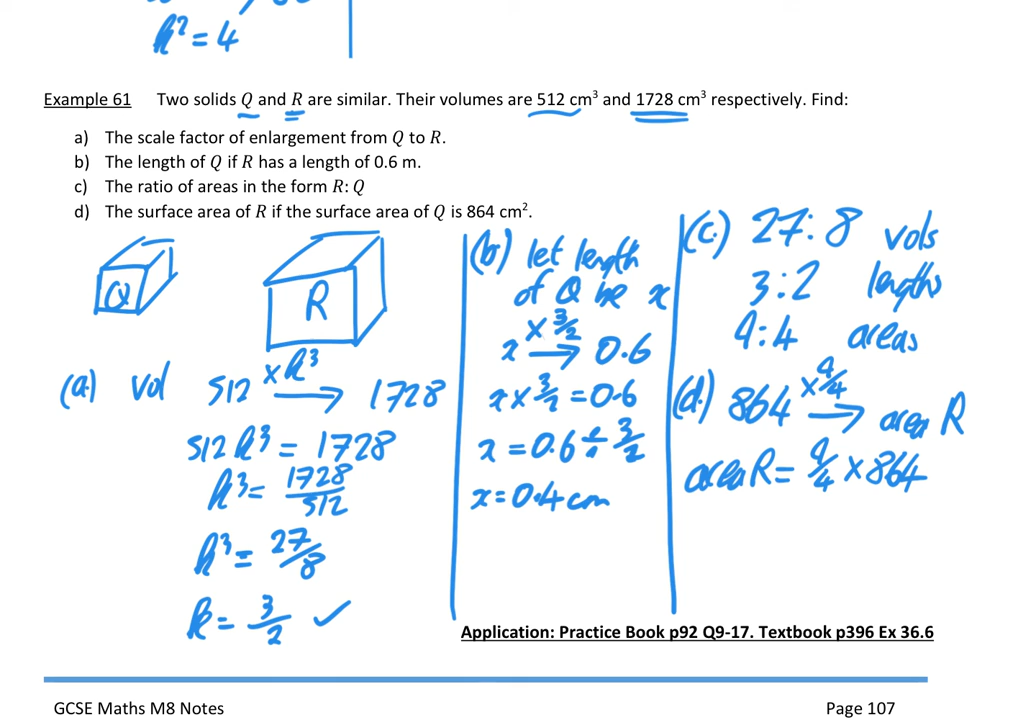 k² = 4
Example 61 Two solids Q and R are similar. Their volumes are 512 cm³ and 1728 cm³ respectively. Find:
a) The scale factor of enlargement from Q to R.
b) The length of Q if R has a length of 0.6 m.
c) The ratio of areas in the form R: Q
d) The surface area of R if the surface area of Q is 864 cm².
Q
R
(a) Vol 512 ×k³ → 1728
512k³ = 1728
k³ = 1728/512
k³ = 27/8
k = 3/2 ✓
(b) let length
of Q be x
x ×3/2 → 0.6
x × 3/2 = 0.6
x = 0.6 ÷ 3/2
x = 0.4 cm
(c) 27:8 vols
3:2 lengths
9:4 areas
(d) 864 ×9/4 → area R
area R = 9/4 × 864
Application: Practice Book p92 Q9-17. Textbook p396 Ex 36.6
GCSE Maths M8 Notes Page 107